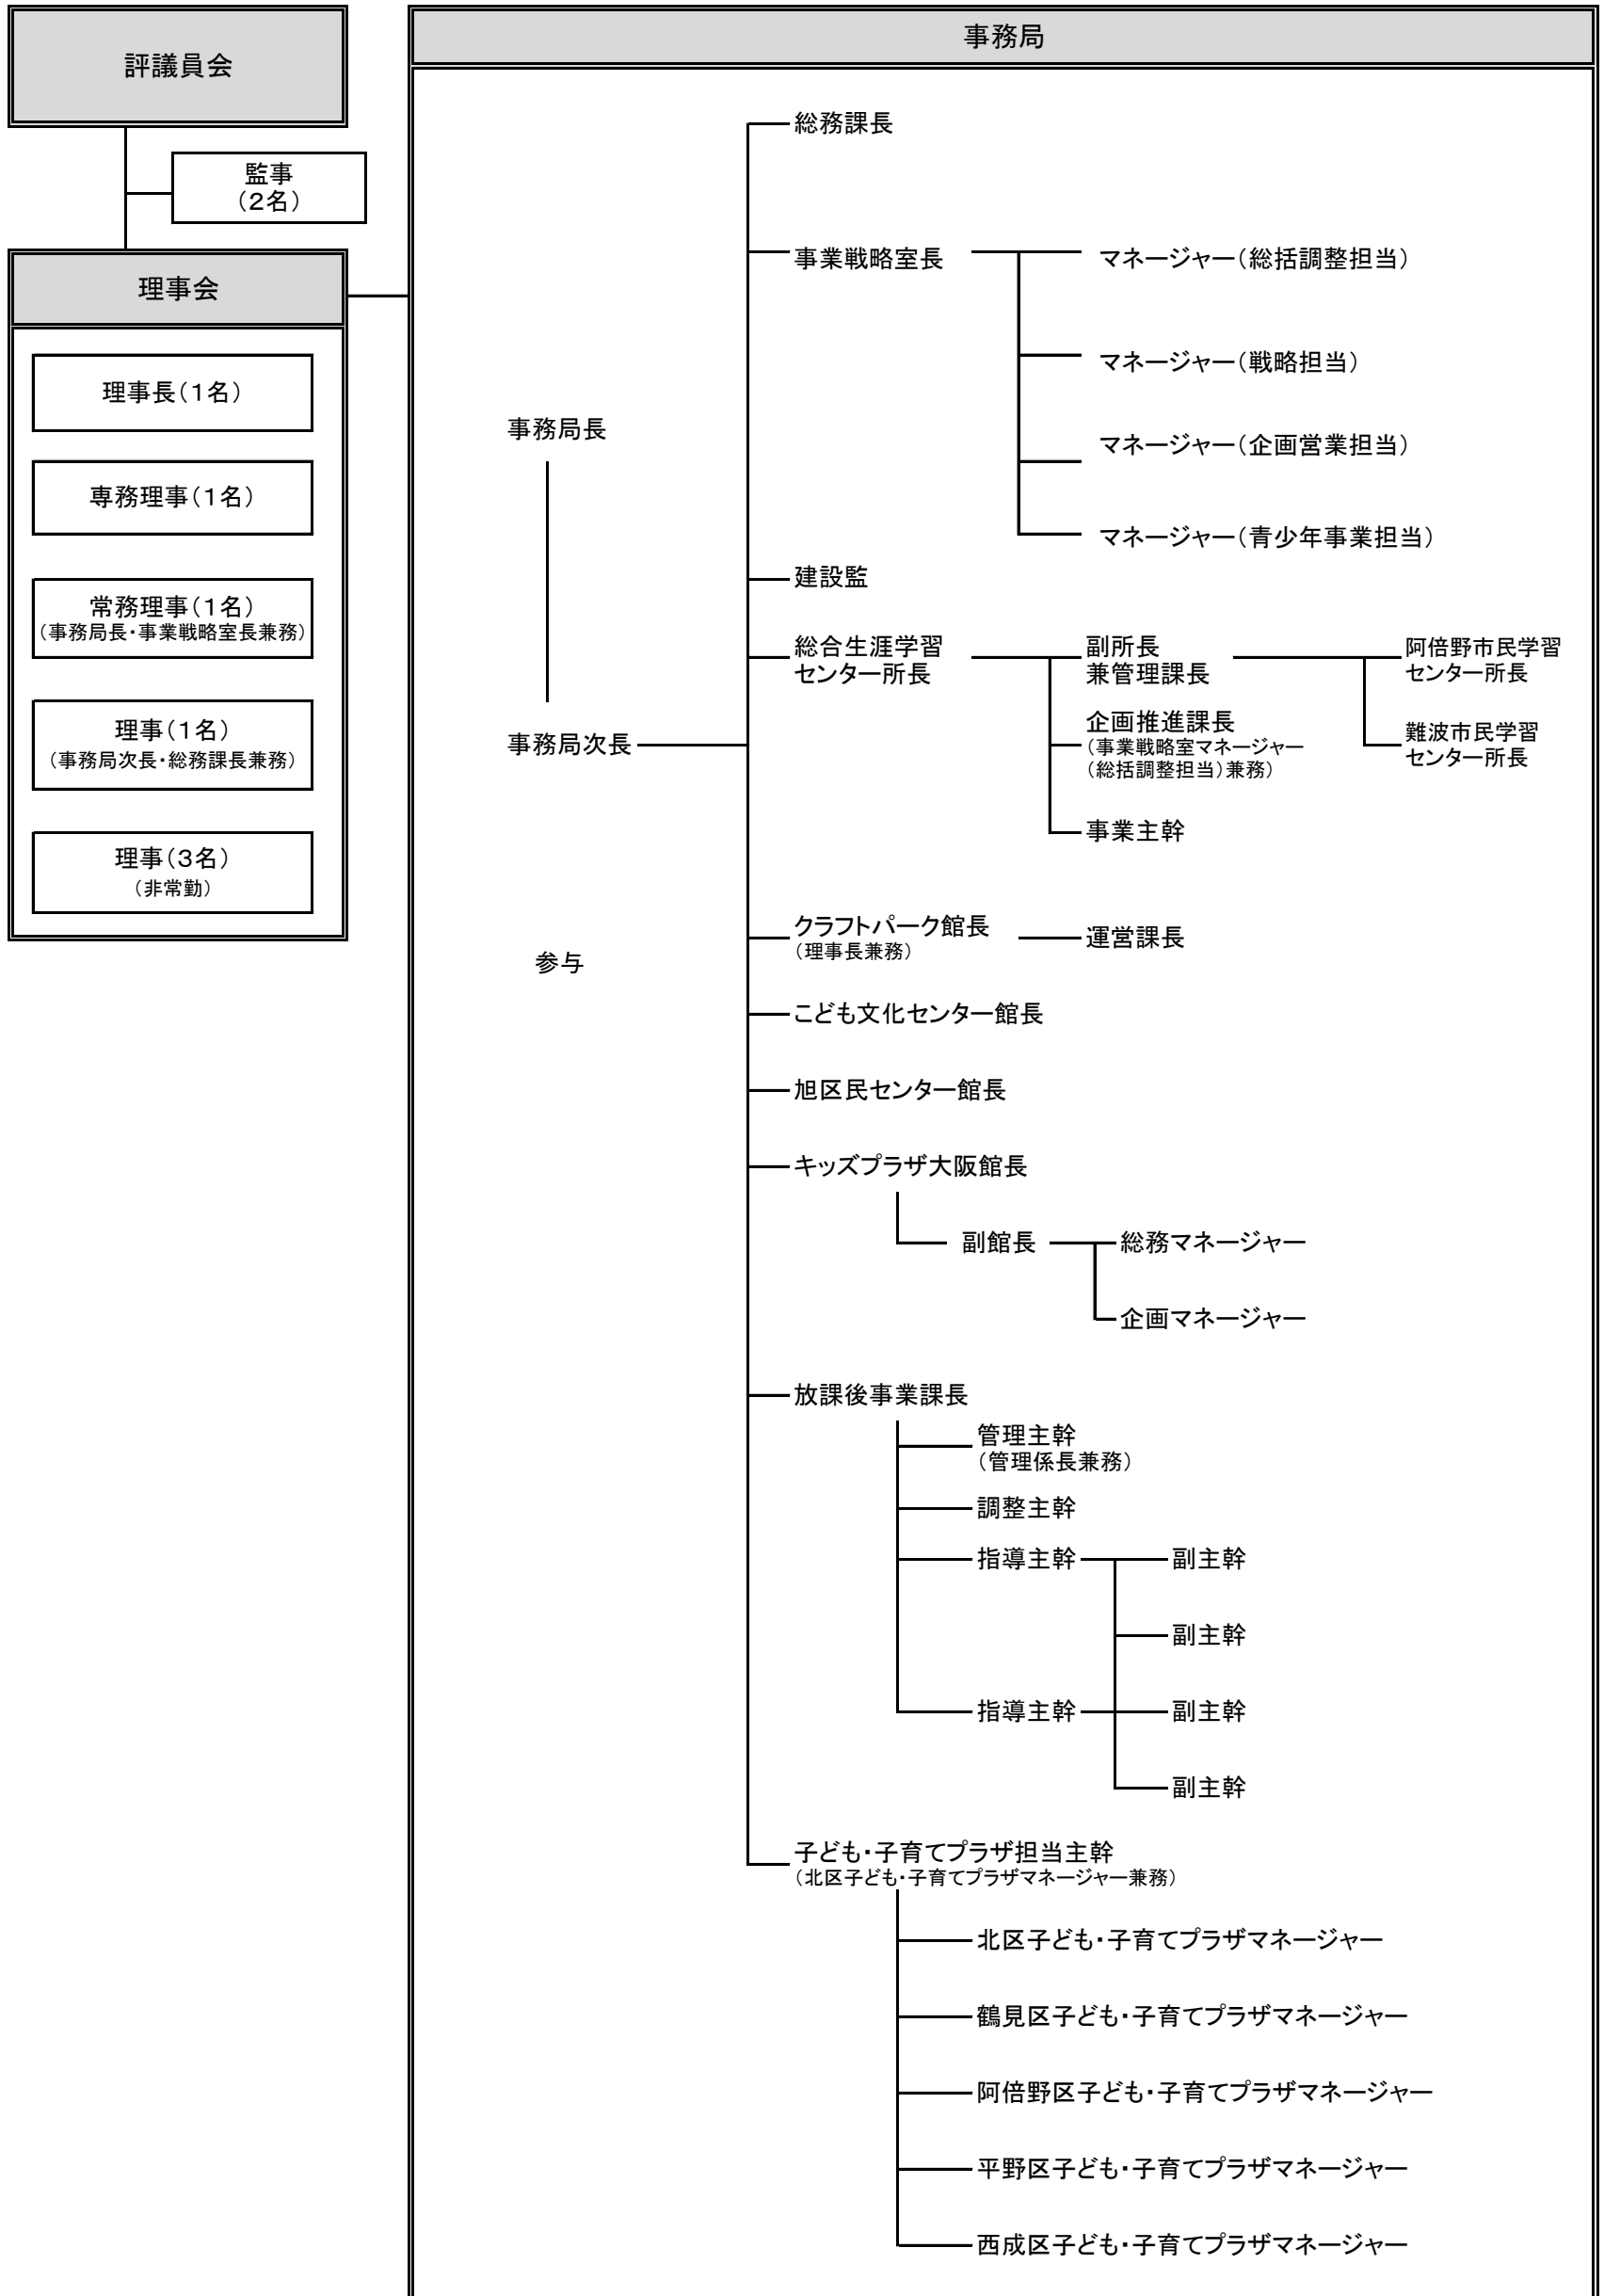 評議員会
監事
（２名）
理事会
理事長（１名）
専務理事（１名）
常務理事（１名）
（事務局長・事業戦略室長兼務）
理事（１名）
（事務局次長・総務課長兼務）
理事（３名）
（非常勤）
事務局
事務局長
事務局次長
参与
総務課長
事業戦略室長
マネージャー（総括調整担当）
マネージャー（戦略担当）
マネージャー（企画営業担当）
マネージャー（青少年事業担当）
建設監
総合生涯学習
センター所長
副所長
兼管理課長
阿倍野市民学習
センター所長
難波市民学習
センター所長
企画推進課長
（事業戦略室マネージャー
（総括調整担当）兼務）
事業主幹
クラフトパーク館長
（理事長兼務）
運営課長
こども文化センター館長
旭区民センター館長
キッズプラザ大阪館長
副館長
総務マネージャー
企画マネージャー
放課後事業課長
管理主幹
（管理係長兼務）
調整主幹
指導主幹
副主幹
副主幹
指導主幹
副主幹
副主幹
子ども・子育てプラザ担当主幹
（北区子ども・子育てプラザマネージャー兼務）
北区子ども・子育てプラザマネージャー
鶴見区子ども・子育てプラザマネージャー
阿倍野区子ども・子育てプラザマネージャー
平野区子ども・子育てプラザマネージャー
西成区子ども・子育てプラザマネージャー